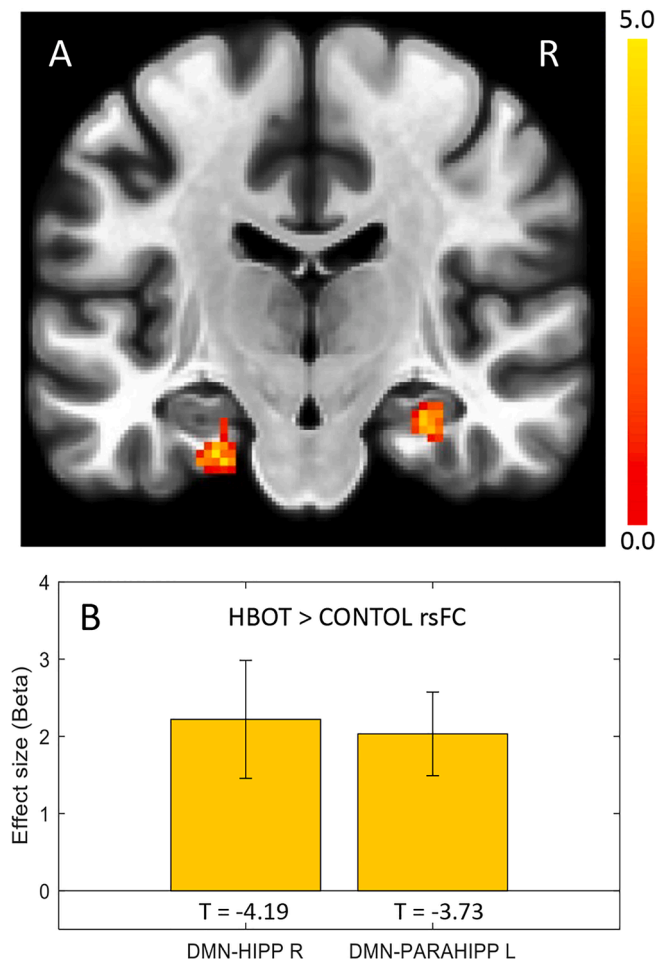 A
R
5.0
0.0
B
HBOT > CONTOL rsFC
Effect size (Beta)
4
3
2
1
0
T = -4.19
T = -3.73
DMN-HIPP R
DMN-PARAHIPP L